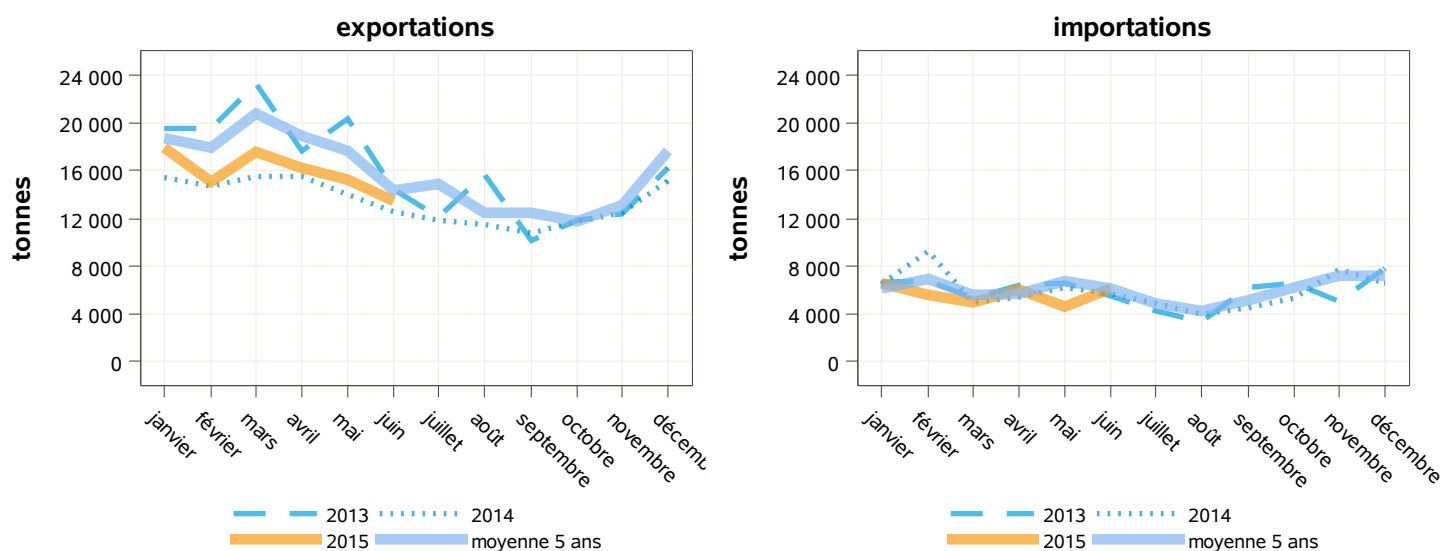 exportations
tonnes
24 000
20 000
16 000
12 000
8 000
4 000
0
janvier
février
mars
avril
mai
juin
juillet
août
septembre
octobre
novembre
décemb
2013
2014
2015
moyenne 5 ans
importations
tonnes
24 000
20 000
16 000
12 000
8 000
4 000
0
janvier
février
mars
avril
mai
juin
juillet
août
septembre
octobre
novembre
décembre
2013
2014
2015
moyenne 5 ans